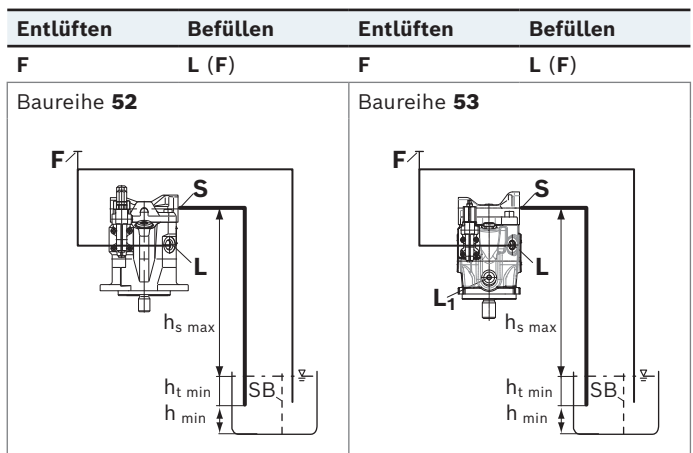 Entlüften Befüllen Entlüften Befüllen
F L (F) F L (F)
Baureihe 52 Baureihe 53
F F
S S
L L
L1
hs max hs max
ht min SB ht min SB
h min h min